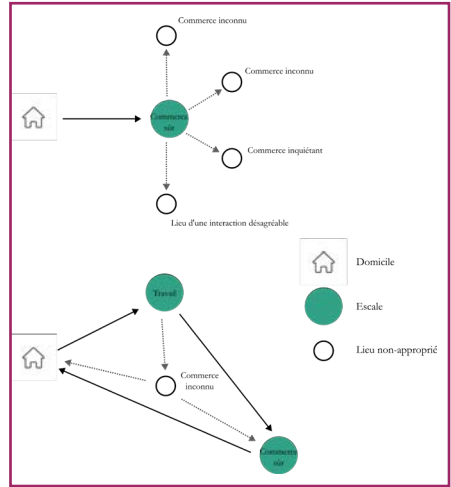 Commerce inconnu
Commerce inconnu
Commerce
sûr
Commerce inquiétant
Lieu d'une interaction désagréable
Domicile
Travail
Escale
Lieu non-approprié
Commerce
inconnu
Commerce
sûr